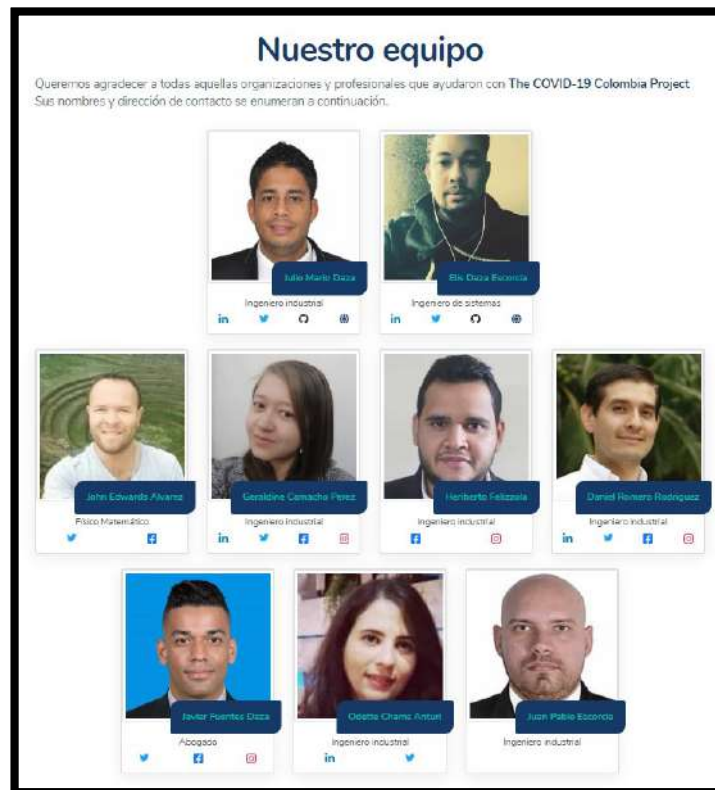 Nuestro equipo
Queremos agradecer a todas aquellas organizaciones y profesionales que ayudaron con The COVID-19 Colombia Project
Sus nombres y dirección de contacto se enumeran a continuación.
Julio Mario Daza
Elis Daza Escorcia
Ingeniero industrial
Ingeniero de sistemas
John Edwards Alvarez
Geraldine Camacho Perez
Heriberto Felizzola
Daniel Romero Rodriguez
Físico Matemático
Ingeniero industrial
Ingeniero industrial
Ingeniero industrial
Javier Fuentes Daza
Odette Chams Anturi
Juan Pablo Escorcia
Abogado
Ingeniero industrial
Ingeniero industrial